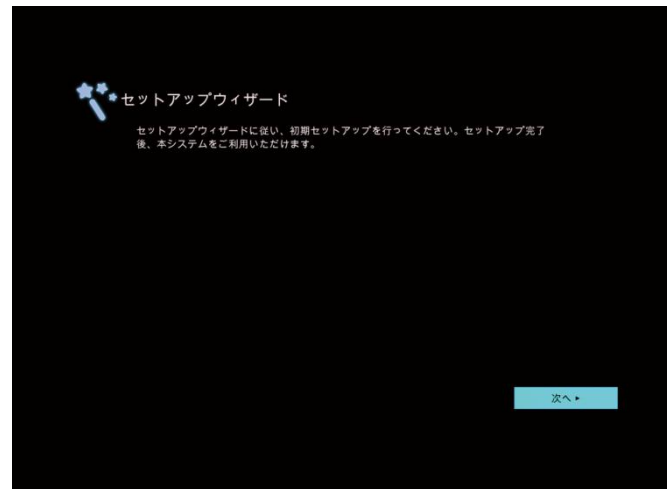 セットアップウィザード
セットアップウィザードに従い、初期セットアップを行ってください。セットアップ完了
後、本システムをご利用いただけます。
次へ ▸